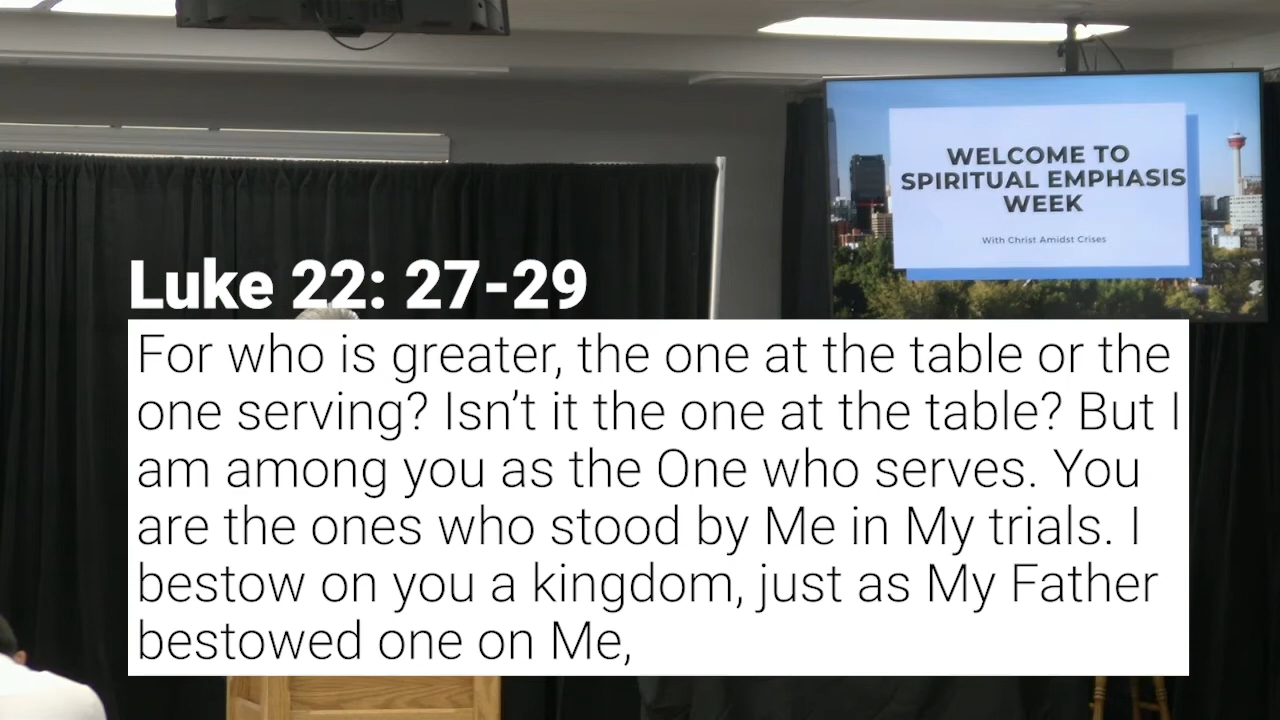 WELCOME TO
SPIRITUAL EMPHASIS
WEEK
With Christ Amidst Crises
Luke 22: 27-29
For who is greater, the one at the table or the
one serving? Isn’t it the one at the table? But I
am among you as the One who serves. You
are the ones who stood by Me in My trials. I
bestow on you a kingdom, just as My Father
bestowed one on Me,